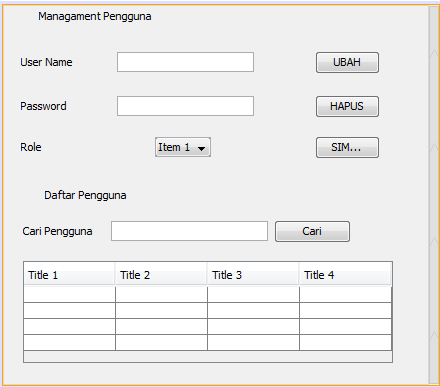 Managament Pengguna
User Name UBAH
Password HAPUS
Role Item 1 SIM...
Daftar Pengguna
Cari Pengguna Cari
Title 1 Title 2 Title 3 Title 4